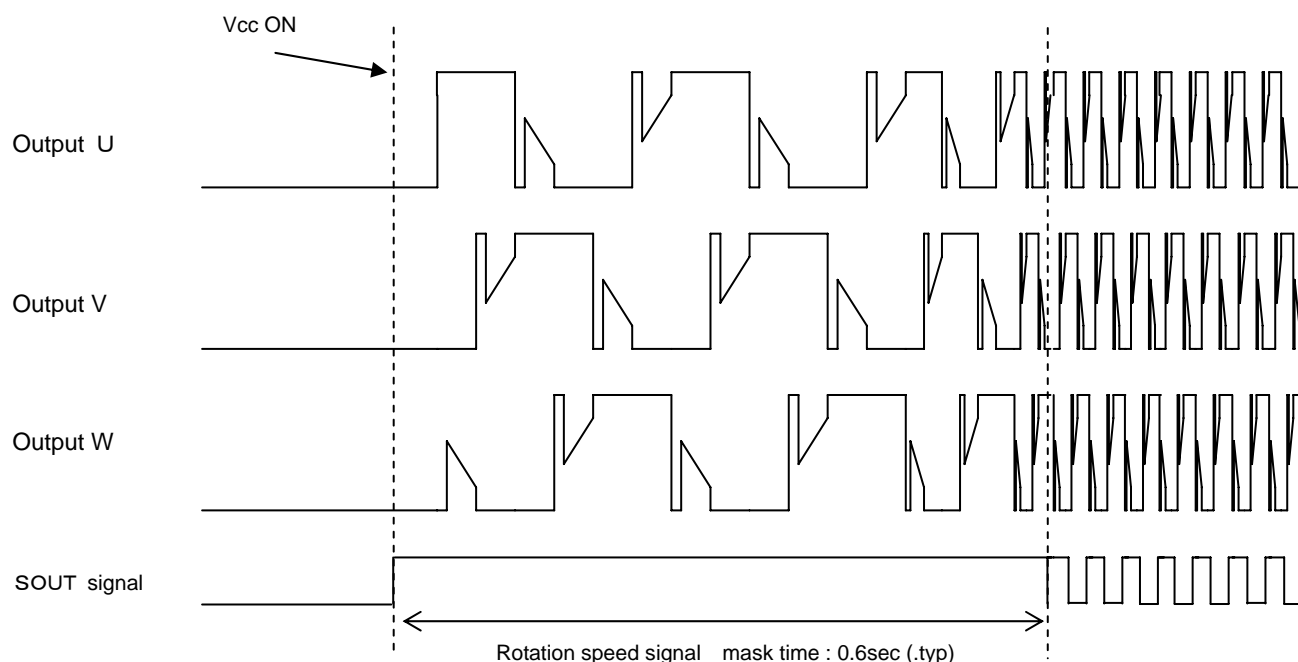 Vcc ON
Output U
Output V
Output W
SOUT signal
Rotation speed signal mask time : 0.6sec (.typ)